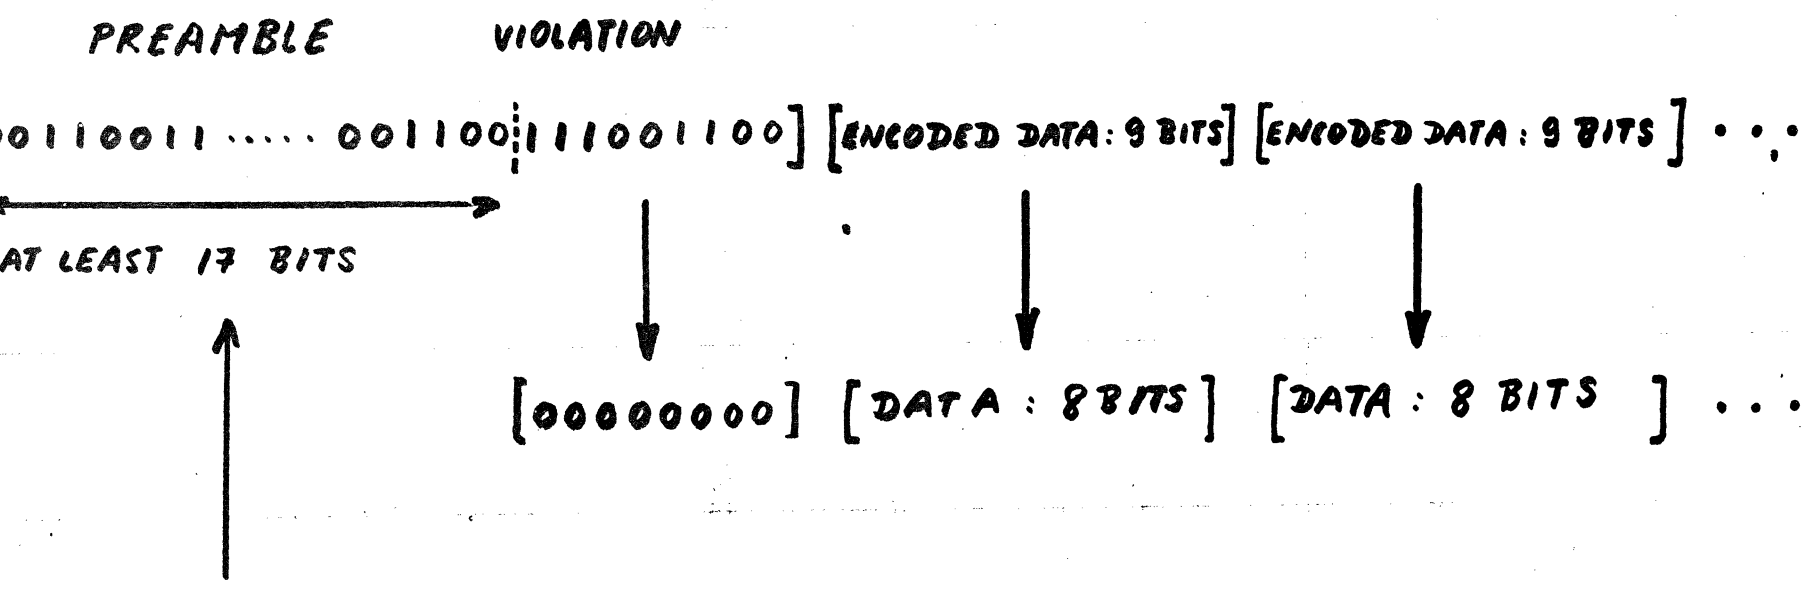 PREAMBLE VIOLATION
00110011 ..... 001100¦111001100] [ENCODED DATA: 9 BITS] [ENCODED DATA: 9 BITS] ...
AT LEAST 17 BITS
[00000000] [DATA : 8 BITS] [DATA : 8 BITS ] ...